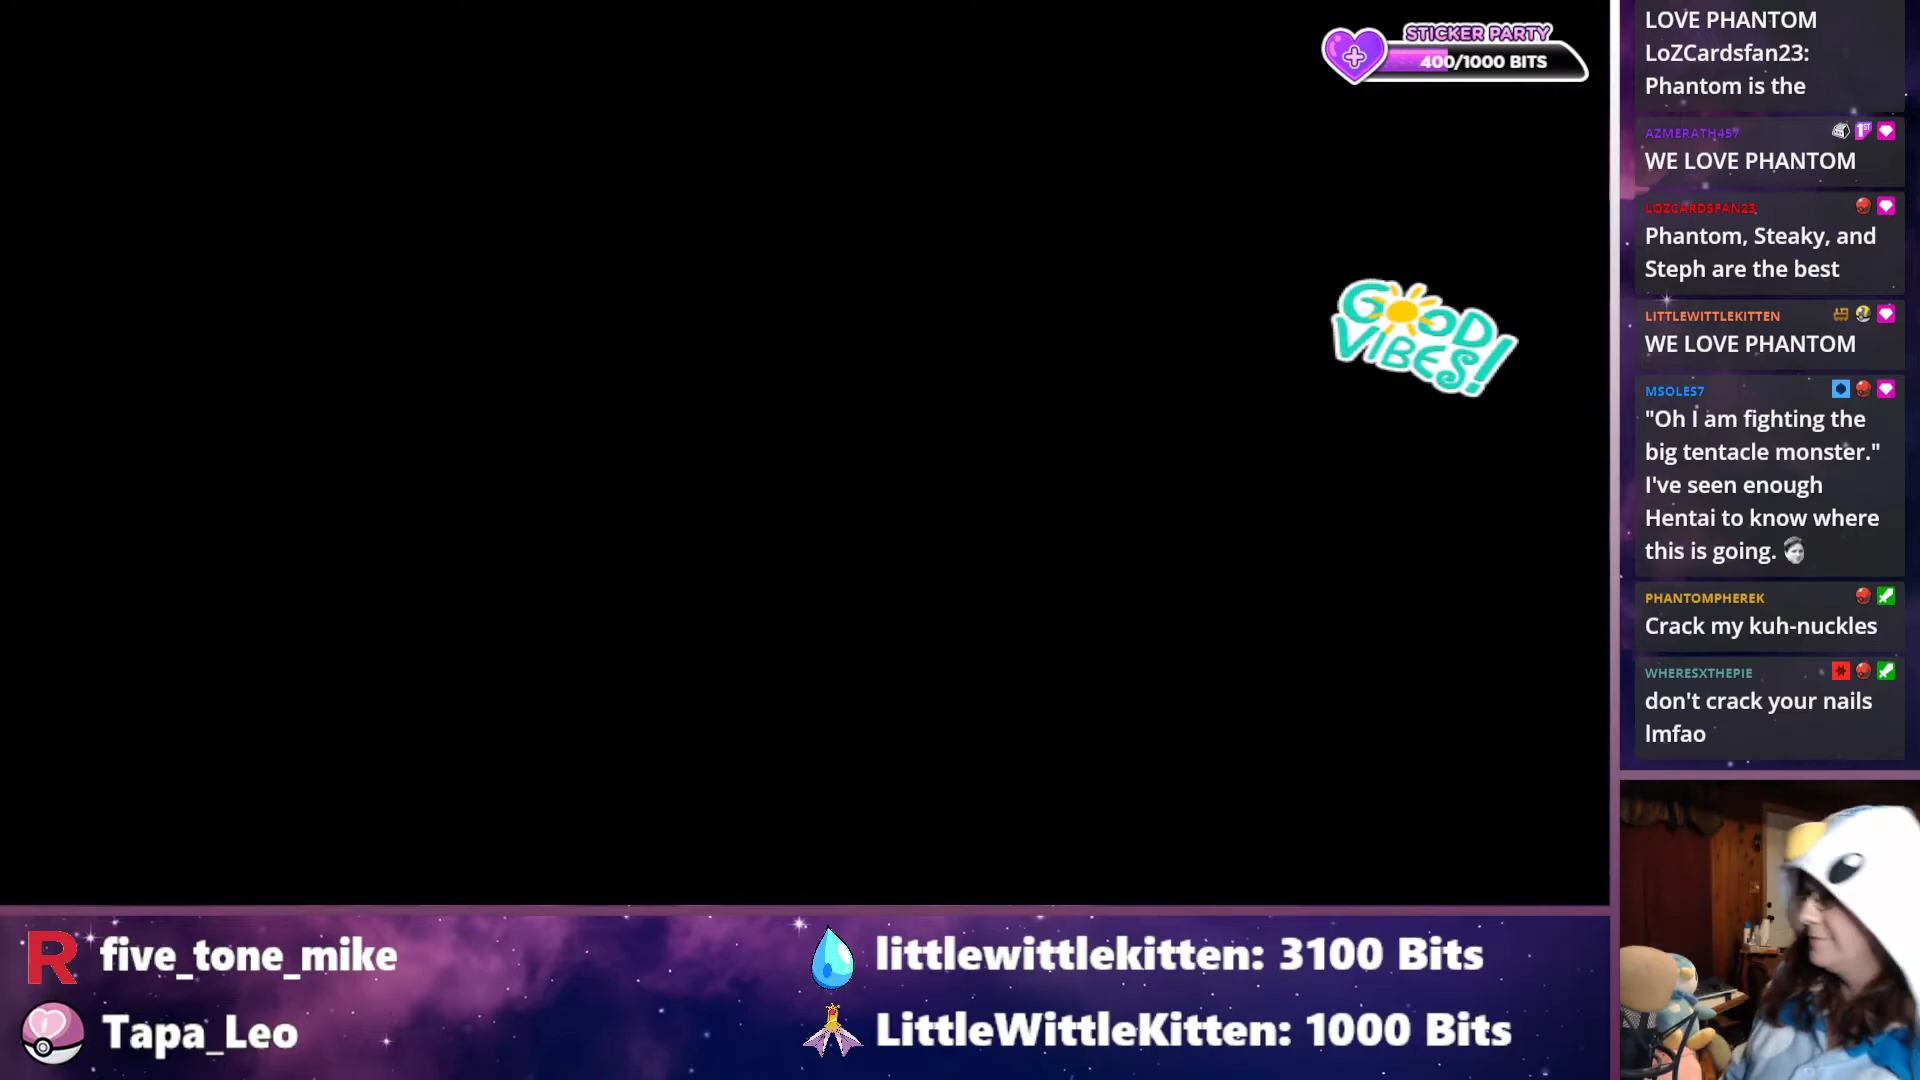 STICKER PARTY
400/1000 BITS
GOOD
VIBES!
LOVE PHANTOM
LoZCardsfan23:
Phantom is the
AZMERATH457
1ST
WE LOVE PHANTOM
LOZCARDSFAN23
Phantom, Steaky, and
Steph are the best
LITTLEWITTLEKITTEN
WE LOVE PHANTOM
MSOLES7
"Oh I am fighting the
big tentacle monster."
I've seen enough
Hentai to know where
this is going.
PHANTOMPHEREK
Crack my kuh-nuckles
WHERESXTHEPIE
don't crack your nails
lmfao
R five_tone_mike
Tapa_Leo
littlewittlekitten: 3100 Bits
LittleWittleKitten: 1000 Bits